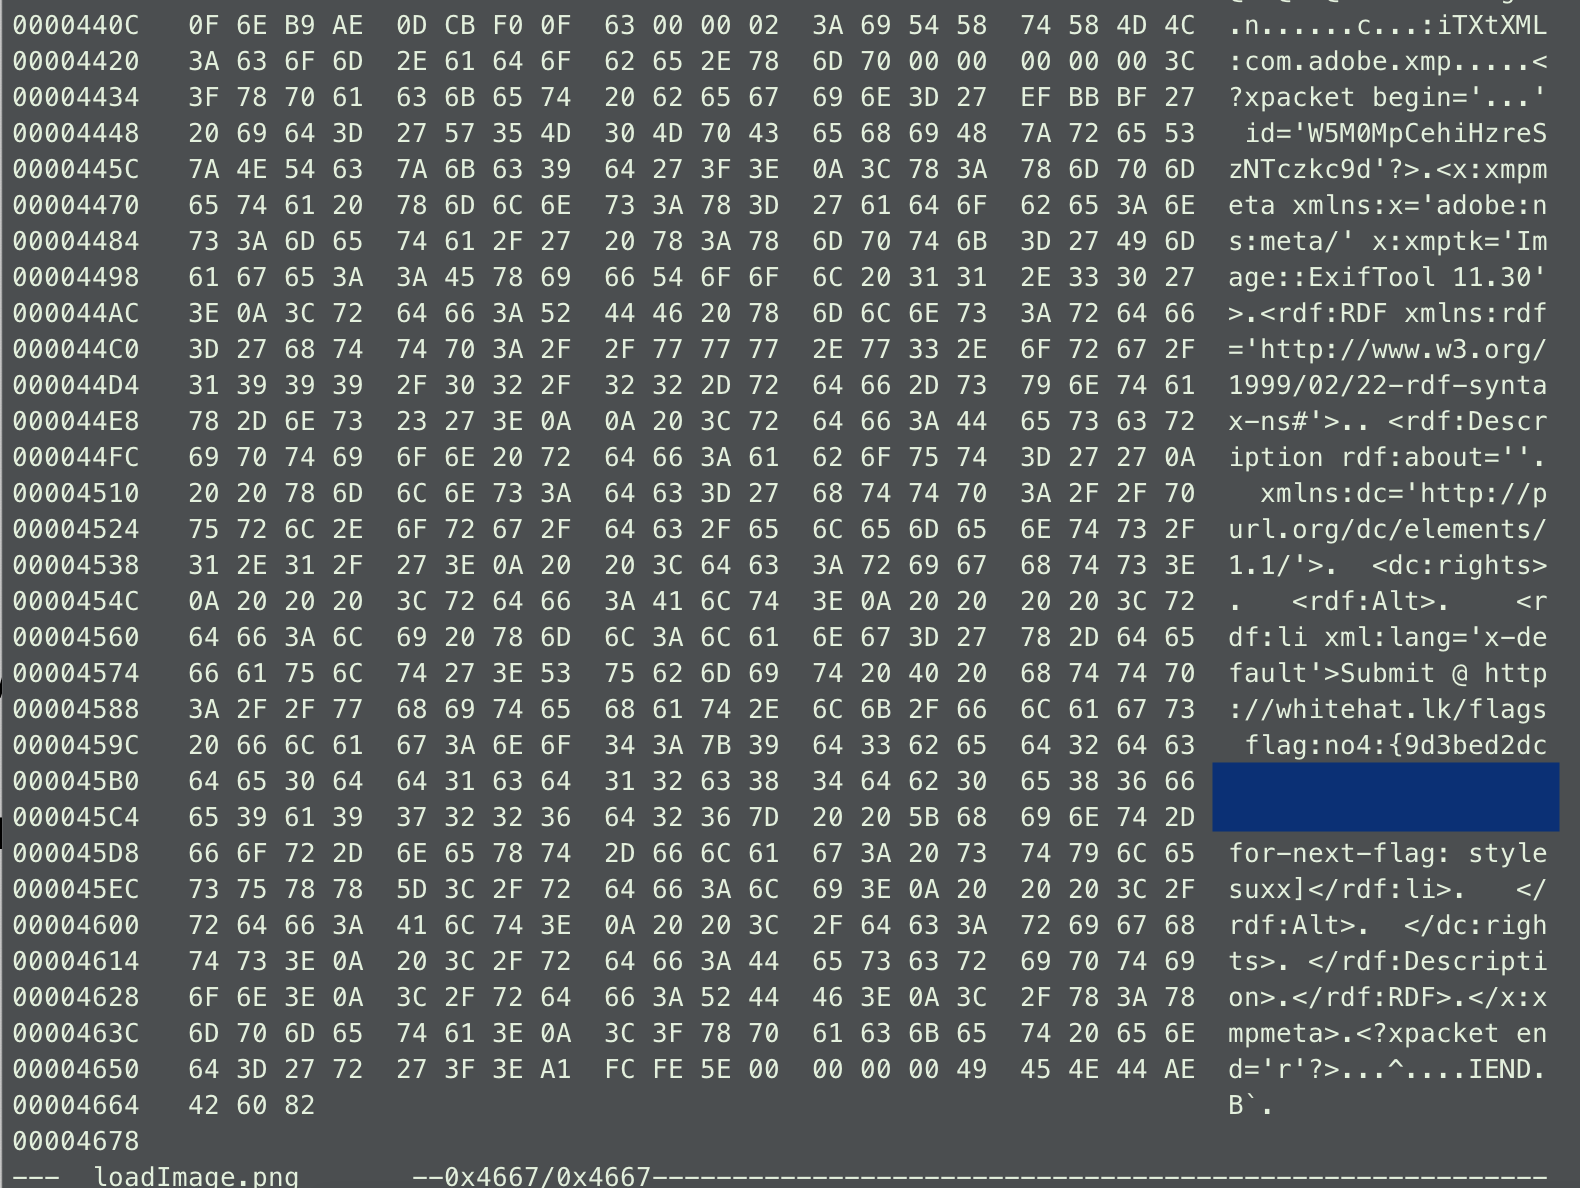 0000440C 0F 6E B9 AE 0D CB F0 0F 63 00 00 02 3A 69 54 58 74 58 4D 4C .n......c...:iTXtXML
00004420 3A 63 6F 6D 2E 61 64 6F 62 65 2E 78 6D 70 00 00 00 00 00 3C :com.adobe.xmp.....<
00004434 3F 78 70 61 63 6B 65 74 20 62 65 67 69 6E 3D 27 EF BB BF 27 ?xpacket begin='...'
00004448 20 69 64 3D 27 57 35 4D 30 4D 70 43 65 68 69 48 7A 72 65 53 id='W5M0MpCehiHzreS
0000445C 7A 4E 54 63 7A 6B 63 39 64 27 3F 3E 0A 3C 78 3A 78 6D 70 6D zNTczkc9d'?>.<x:xmpm
00004470 65 74 61 20 78 6D 6C 6E 73 3A 78 3D 27 61 64 6F 62 65 3A 6E eta xmlns:x='adobe:n
00004484 73 3A 6D 65 74 61 2F 27 20 78 3A 78 6D 70 74 6B 3D 27 49 6D s:meta/' x:xmptk='Im
00004498 61 67 65 3A 3A 45 78 69 66 54 6F 6F 6C 20 31 31 2E 33 30 27 age::ExifTool 11.30'
000044AC 3E 0A 3C 72 64 66 3A 52 44 46 20 78 6D 6C 6E 73 3A 72 64 66 >.<rdf:RDF xmlns:rdf
000044C0 3D 27 68 74 74 70 3A 2F 2F 77 77 77 2E 77 33 2E 6F 72 67 2F ='http://www.w3.org/
000044D4 31 39 39 39 2F 30 32 2F 32 32 2D 72 64 66 2D 73 79 6E 74 61 1999/02/22-rdf-synta
000044E8 78 2D 6E 73 23 27 3E 0A 0A 20 3C 72 64 66 3A 44 65 73 63 72 x-ns#'>.. <rdf:Descr
000044FC 69 70 74 69 6F 6E 20 72 64 66 3A 61 62 6F 75 74 3D 27 27 0A iption rdf:about=''.
00004510 20 20 78 6D 6C 6E 73 3A 64 63 3D 27 68 74 74 70 3A 2F 2F 70 xmlns:dc='http://p
00004524 75 72 6C 2E 6F 72 67 2F 64 63 2F 65 6C 65 6D 65 6E 74 73 2F url.org/dc/elements/
00004538 31 2E 31 2F 27 3E 0A 20 20 3C 64 63 3A 72 69 67 68 74 73 3E 1.1/'>. <dc:rights>
0000454C 0A 20 20 20 3C 72 64 66 3A 41 6C 74 3E 0A 20 20 20 20 3C 72 . <rdf:Alt>. <r
00004560 64 66 3A 6C 69 20 78 6D 6C 3A 6C 61 6E 67 3D 27 78 2D 64 65 df:li xml:lang='x-de
00004574 66 61 75 6C 74 27 3E 53 75 62 6D 69 74 20 40 20 68 74 74 70 fault'>Submit @ http
00004588 3A 2F 2F 77 68 69 74 65 68 61 74 2E 6C 6B 2F 66 6C 61 67 73 ://whitehat.lk/flags
0000459C 20 66 6C 61 67 3A 6E 6F 34 3A 7B 39 64 33 62 65 64 32 64 63 flag:no4:{9d3bed2dc
000045B0 64 65 30 64 64 31 63 64 31 32 63 38 34 64 62 30 65 38 36 66
000045C4 65 39 61 39 37 32 32 36 64 32 36 7D 20 20 5B 68 69 6E 74 2D
000045D8 66 6F 72 2D 6E 65 78 74 2D 66 6C 61 67 3A 20 73 74 79 6C 65 for-next-flag: style
000045EC 73 75 78 78 5D 3C 2F 72 64 66 3A 6C 69 3E 0A 20 20 20 3C 2F suxx]</rdf:li>. </
00004600 72 64 66 3A 41 6C 74 3E 0A 20 20 3C 2F 64 63 3A 72 69 67 68 rdf:Alt>. </dc:righ
00004614 74 73 3E 0A 20 3C 2F 72 64 66 3A 44 65 73 63 72 69 70 74 69 ts>. </rdf:Descripti
00004628 6F 6E 3E 0A 3C 2F 72 64 66 3A 52 44 46 3E 0A 3C 2F 78 3A 78 on>.</rdf:RDF>.</x:x
0000463C 6D 70 6D 65 74 61 3E 0A 3C 3F 78 70 61 63 6B 65 74 20 65 6E mpmeta>.<?xpacket en
00004650 64 3D 27 72 27 3F 3E A1 FC FE 5E 00 00 00 00 49 45 4E 44 AE d='r'?>...^....IEND.
00004664 42 60 82 B`.
00004678
--- loadImage.png --0x4667/0x4667--------------------------------------------------------